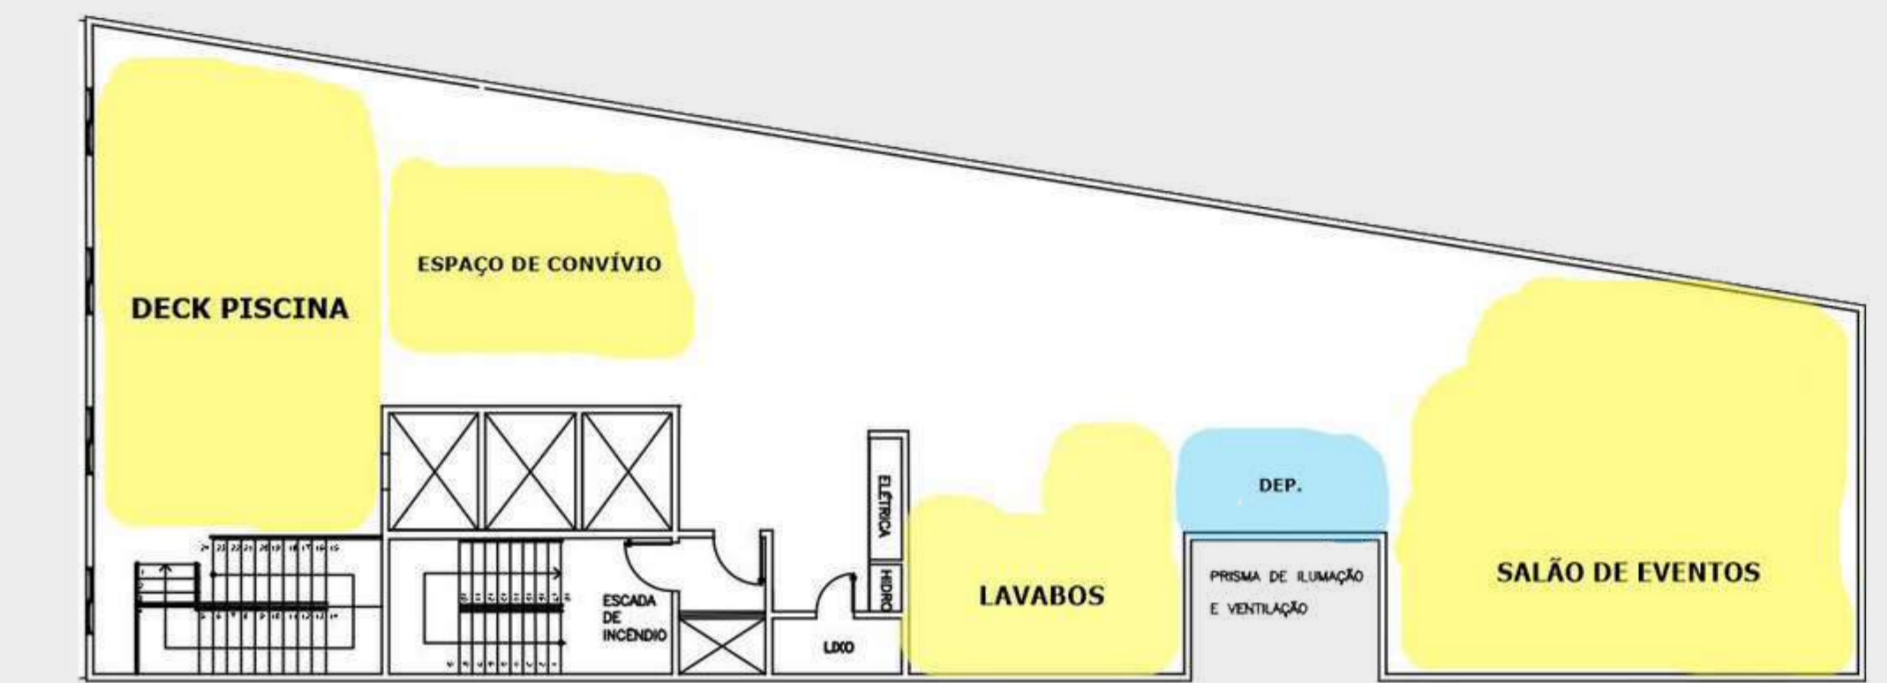 DECK PISCINA
ESPAÇO DE CONVÍVIO
ELÉTRICA
HIDRO
ESCADA
DE
INCÊNDIO
LIXO
LAVABOS
DEP.
PRISMA DE ILUMAÇÃO
E VENTILAÇÃO
SALÃO DE EVENTOS